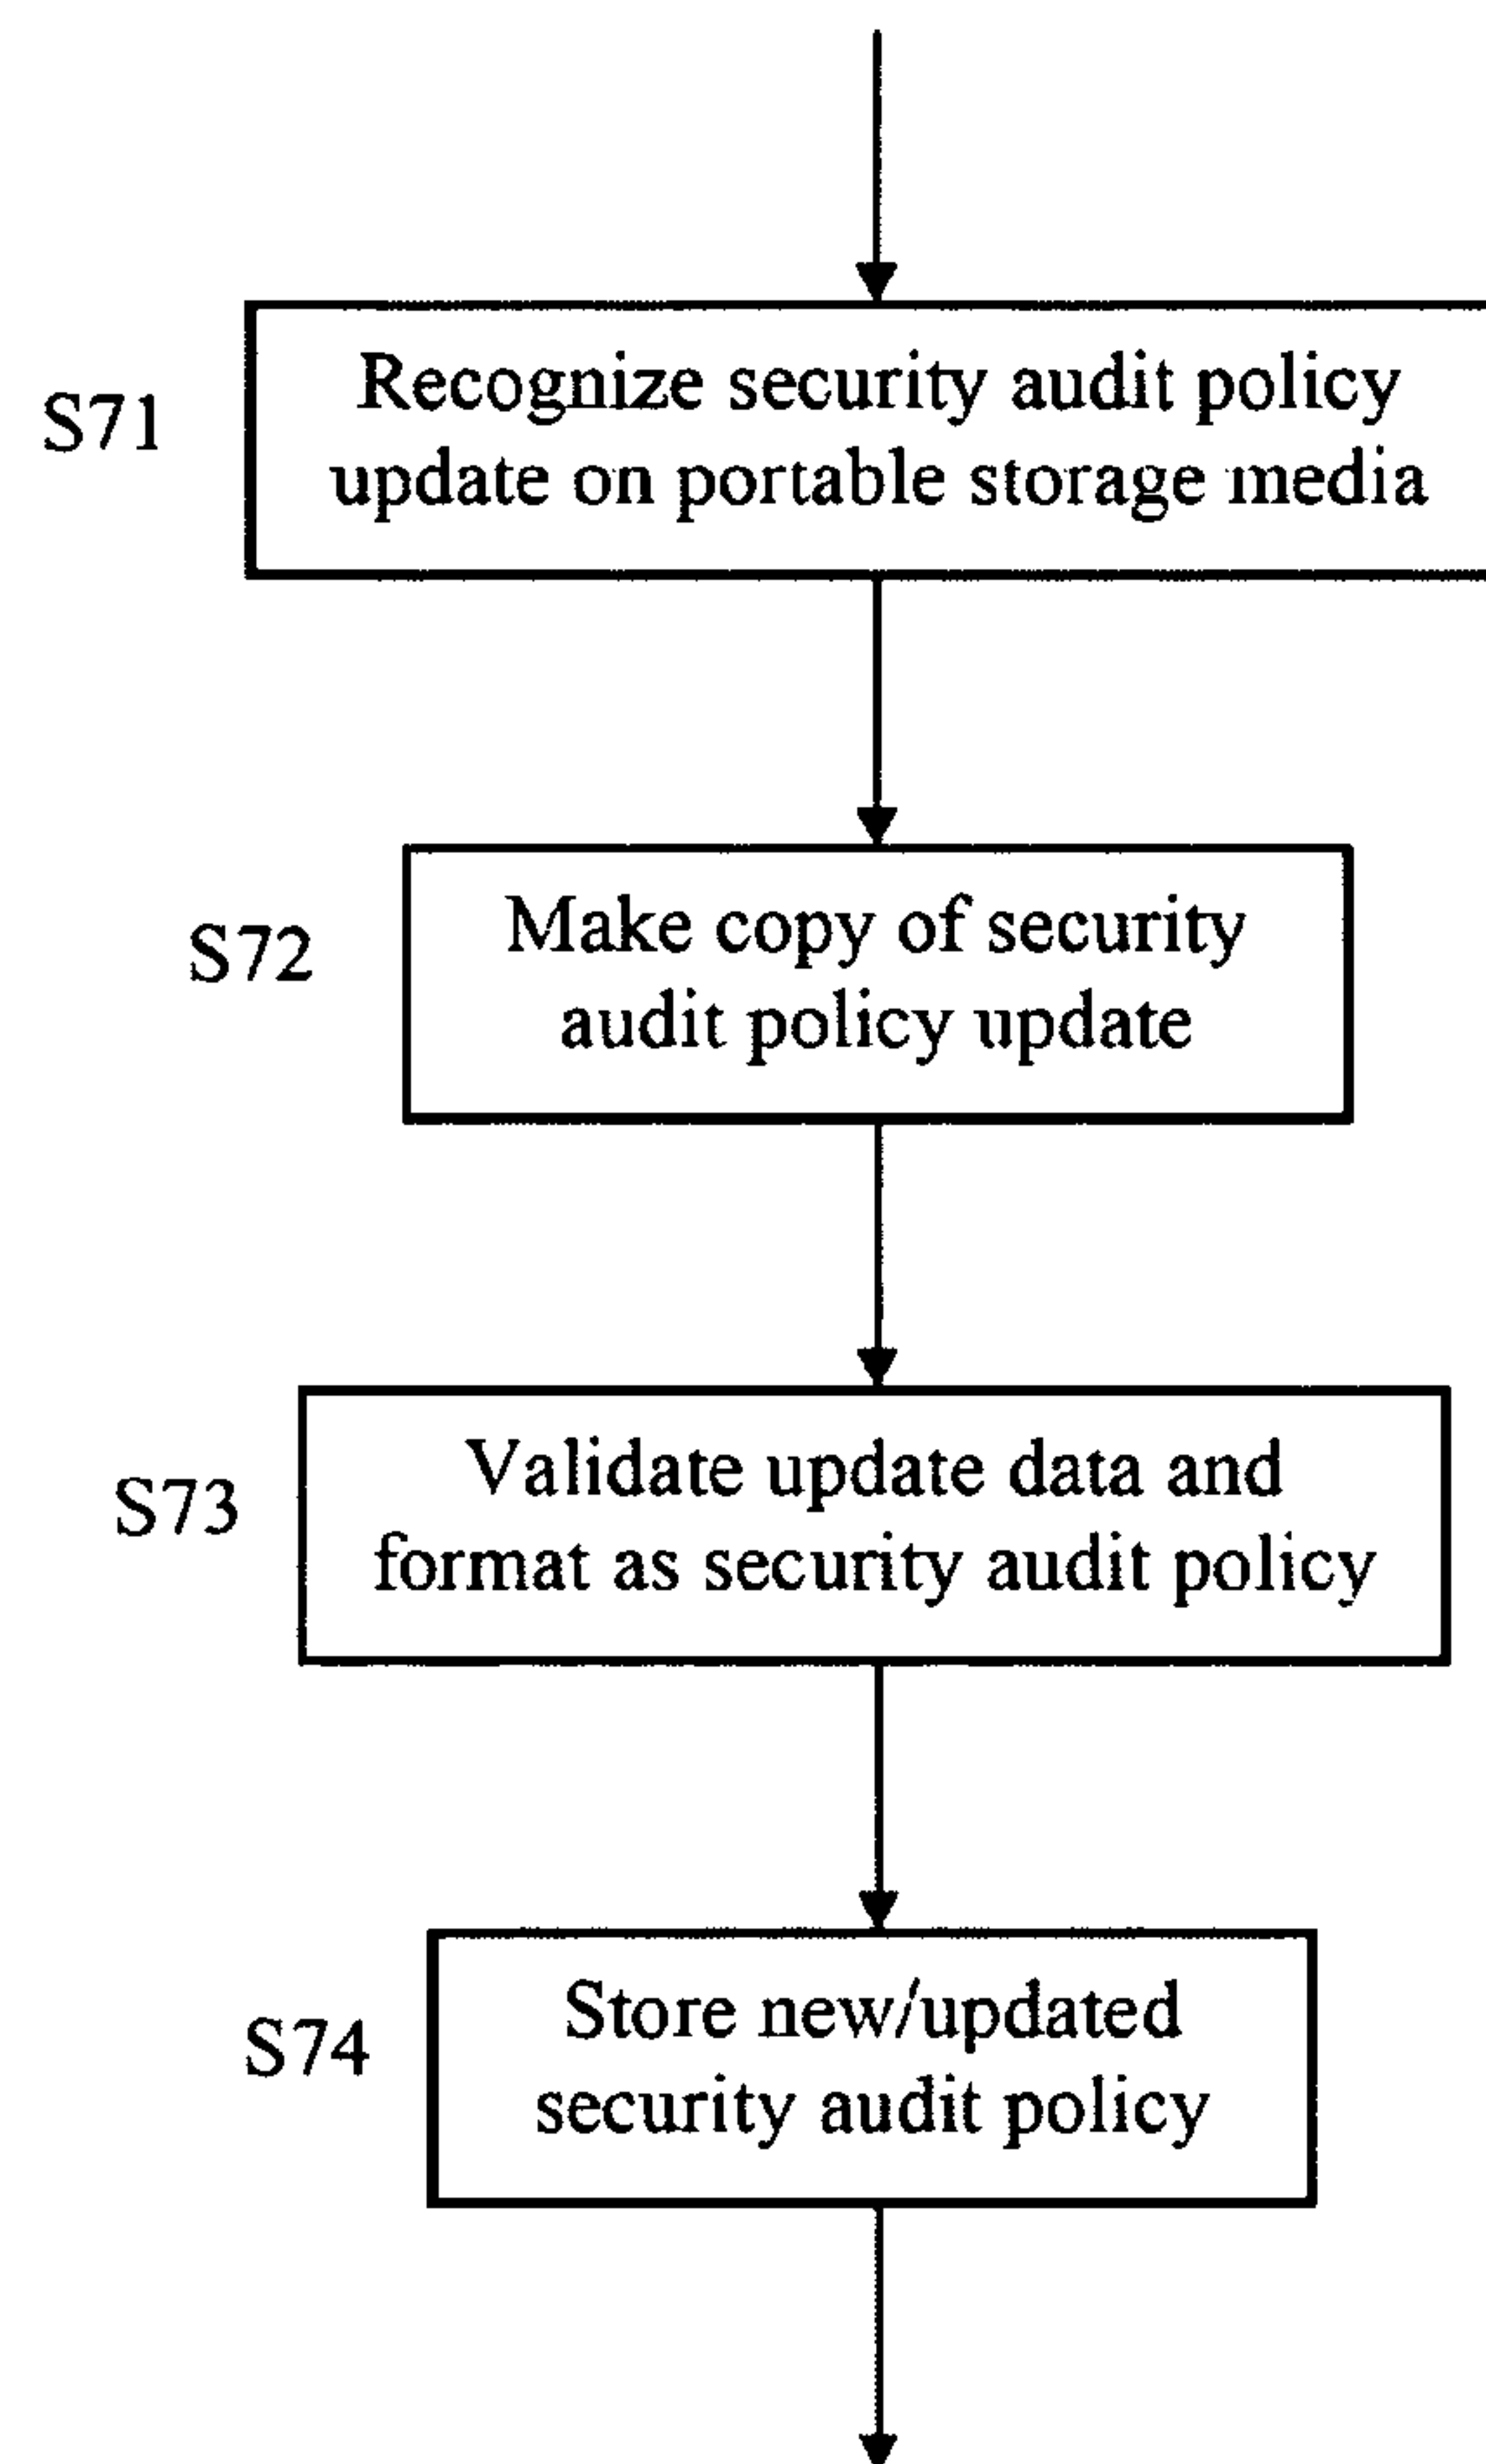 S71
Recognize security audit policy
update on portable storage media
S72
Make copy of security
audit policy update
S73
Validate update data and
format as security audit policy
S74
Store new/updated
security audit policy